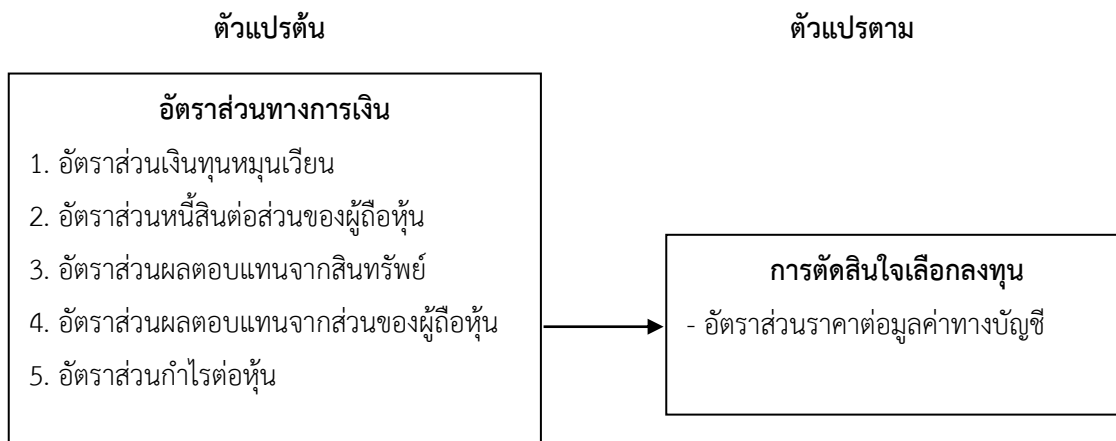 ตัวแปรต้น
ตัวแปรตาม
อัตราส่วนทางการเงิน
1. อัตราส่วนเงินทุนหมุนเวียน
2. อัตราส่วนหนี้สินต่อส่วนของผู้ถือหุ้น
3. อัตราส่วนผลตอบแทนจากสินทรัพย์
4. อัตราส่วนผลตอบแทนจากส่วนของผู้ถือหุ้น
5. อัตราส่วนกำไรต่อหุ้น
การตัดสินใจเลือกลงทุน
- อัตราส่วนราคาต่อมูลค่าทางบัญชี